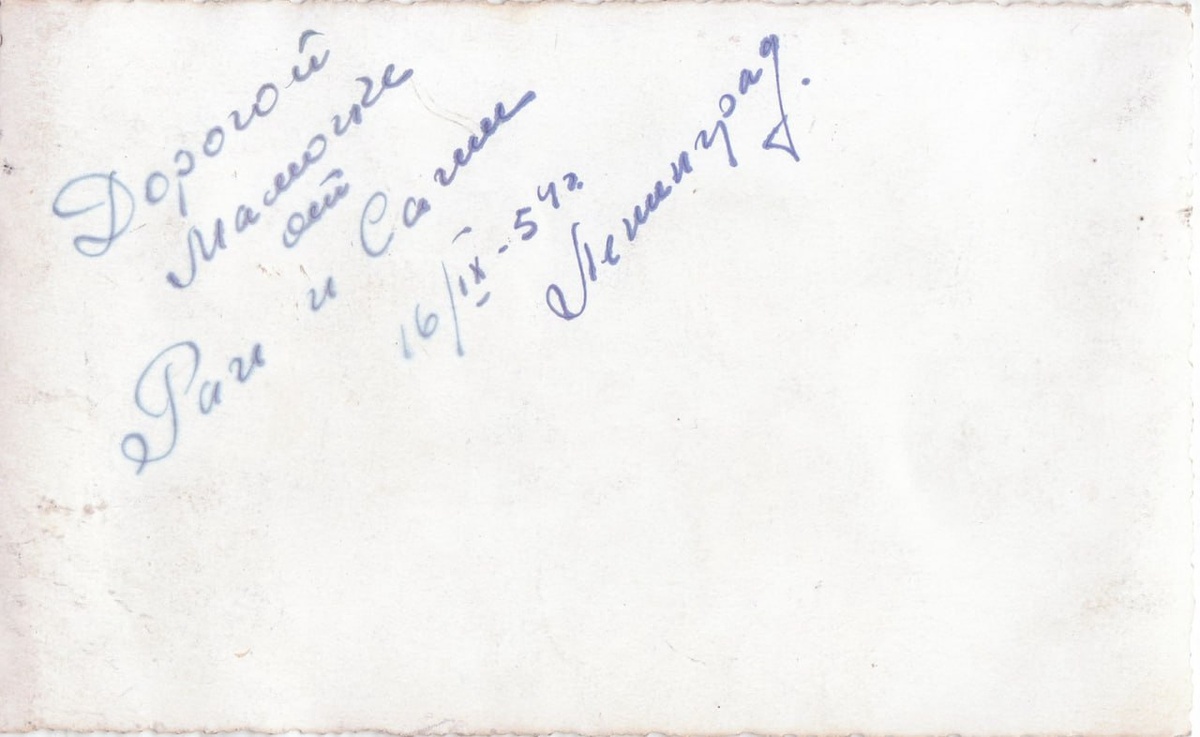 Дорогой
Мамочке
от
Раи и Саши
16/IX-54г.
Ленинград.